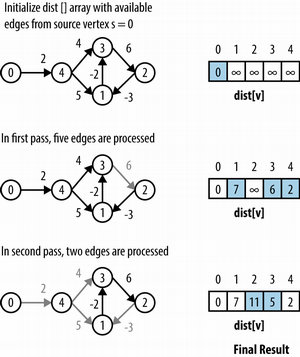 Initialize dist [] array with available
edges from source vertex s = 0
0 2 4 4 3 6 2 -2 5 1 -3
0 1 2 3 4
0 ∞ ∞ ∞ ∞
dist[v]
In first pass, five edges are processed
0 2 4 4 3 6 2 -2 5 1 -3
0 1 2 3 4
0 7 ∞ 6 2
dist[v]
In second pass, two edges are processed
0 2 4 4 3 6 2 -2 5 1 -3
0 1 2 3 4
0 7 11 5 2
dist[v]
Final Result